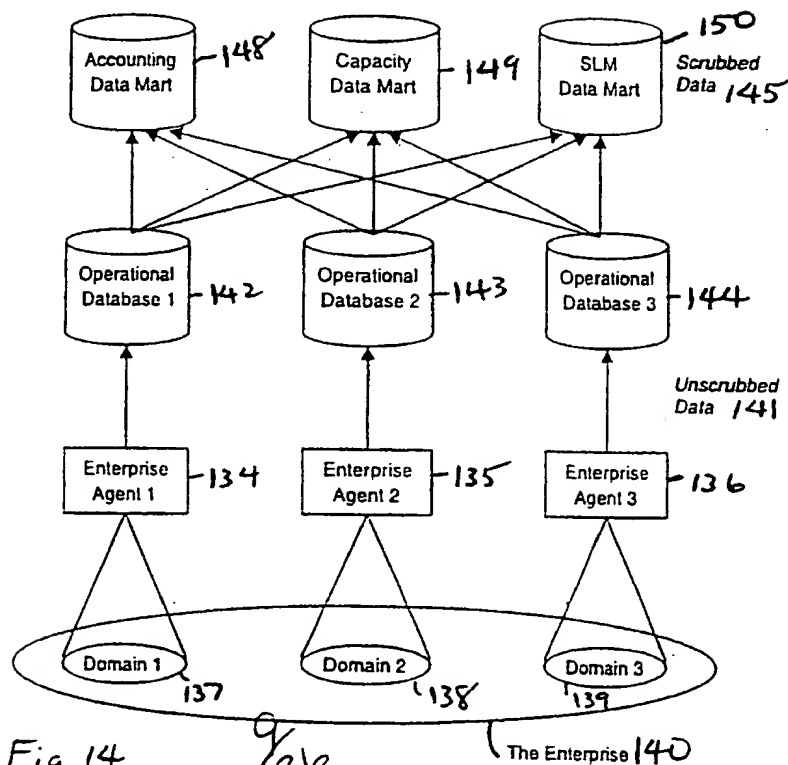 Accounting
Data Mart
148
Capacity
Data Mart
149
SLM
Data Mart
150
Scrubbed
Data 145
Operational
Database 1
142
Operational
Database 2
143
Operational
Database 3
144
Unscrubbed
Data 141
Enterprise
Agent 1
134
Enterprise
Agent 2
135
Enterprise
Agent 3
136
Domain 1
137
Domain 2
138
Domain 3
139
The Enterprise 140
Fig. 14